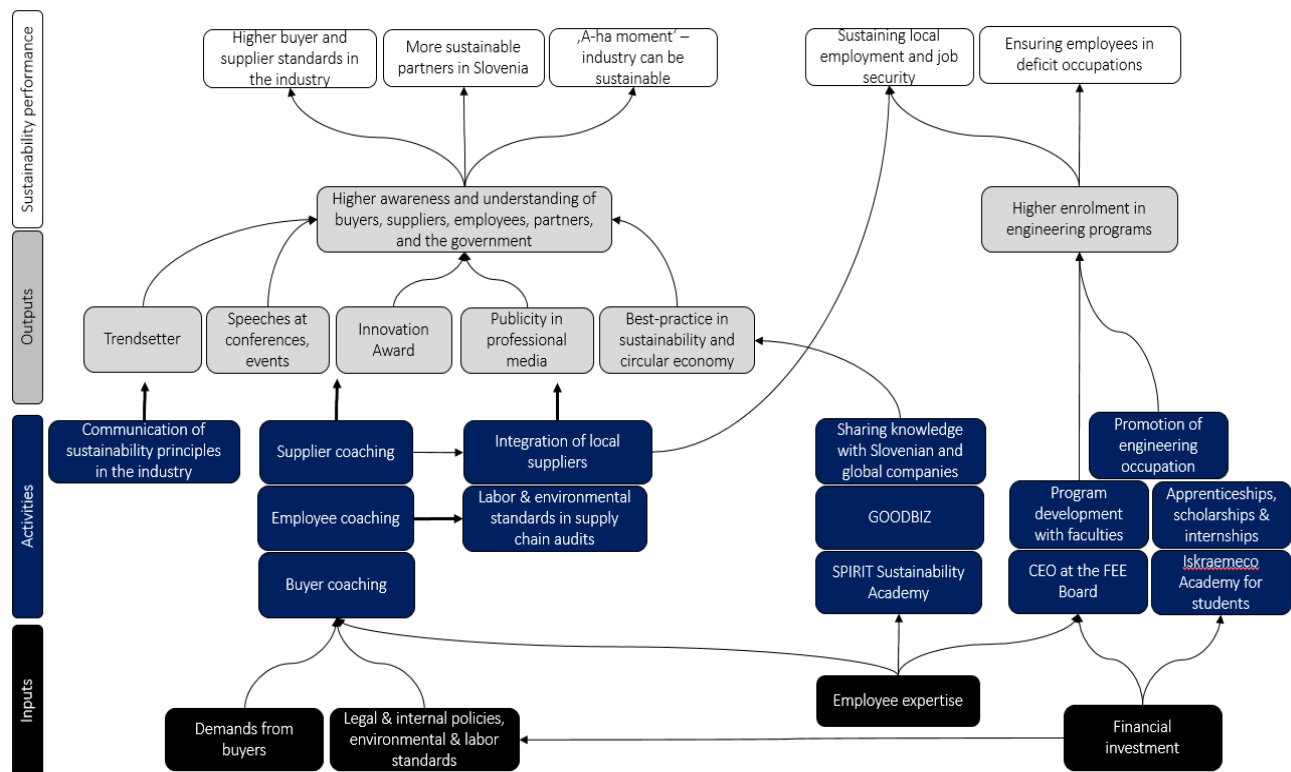 Sustainability performance
Higher buyer and
supplier standards in
the industry
More sustainable
partners in Slovenia
‚A-ha moment‘ –
industry can be
sustainable
Sustaining local
employment and job
security
Ensuring employees in
deficit occupations
Higher awareness and understanding of
buyers, suppliers, employees, partners,
and the government
Higher enrolment in
engineering programs
Outputs
Trendsetter
Speeches at
conferences,
events
Innovation
Award
Publicity in
professional
media
Best-practice in
sustainability and
circular economy
Activities
Communication of
sustainability principles
in the industry
Supplier coaching
Integration of local
suppliers
Sharing knowledge
with Slovenian and
global companies
Promotion of
engineering
occupation
Employee coaching
Labor & environmental
standards in supply
chain audits
GOODBIZ
Program
development
with faculties
Apprenticeships,
scholarships &
internships
Buyer coaching
SPIRIT Sustainability
Academy
CEO at the FEE
Board
Iskraemeco
Academy for
students
Inputs
Demands from
buyers
Legal & internal policies,
environmental & labor
standards
Employee expertise
Financial
investment